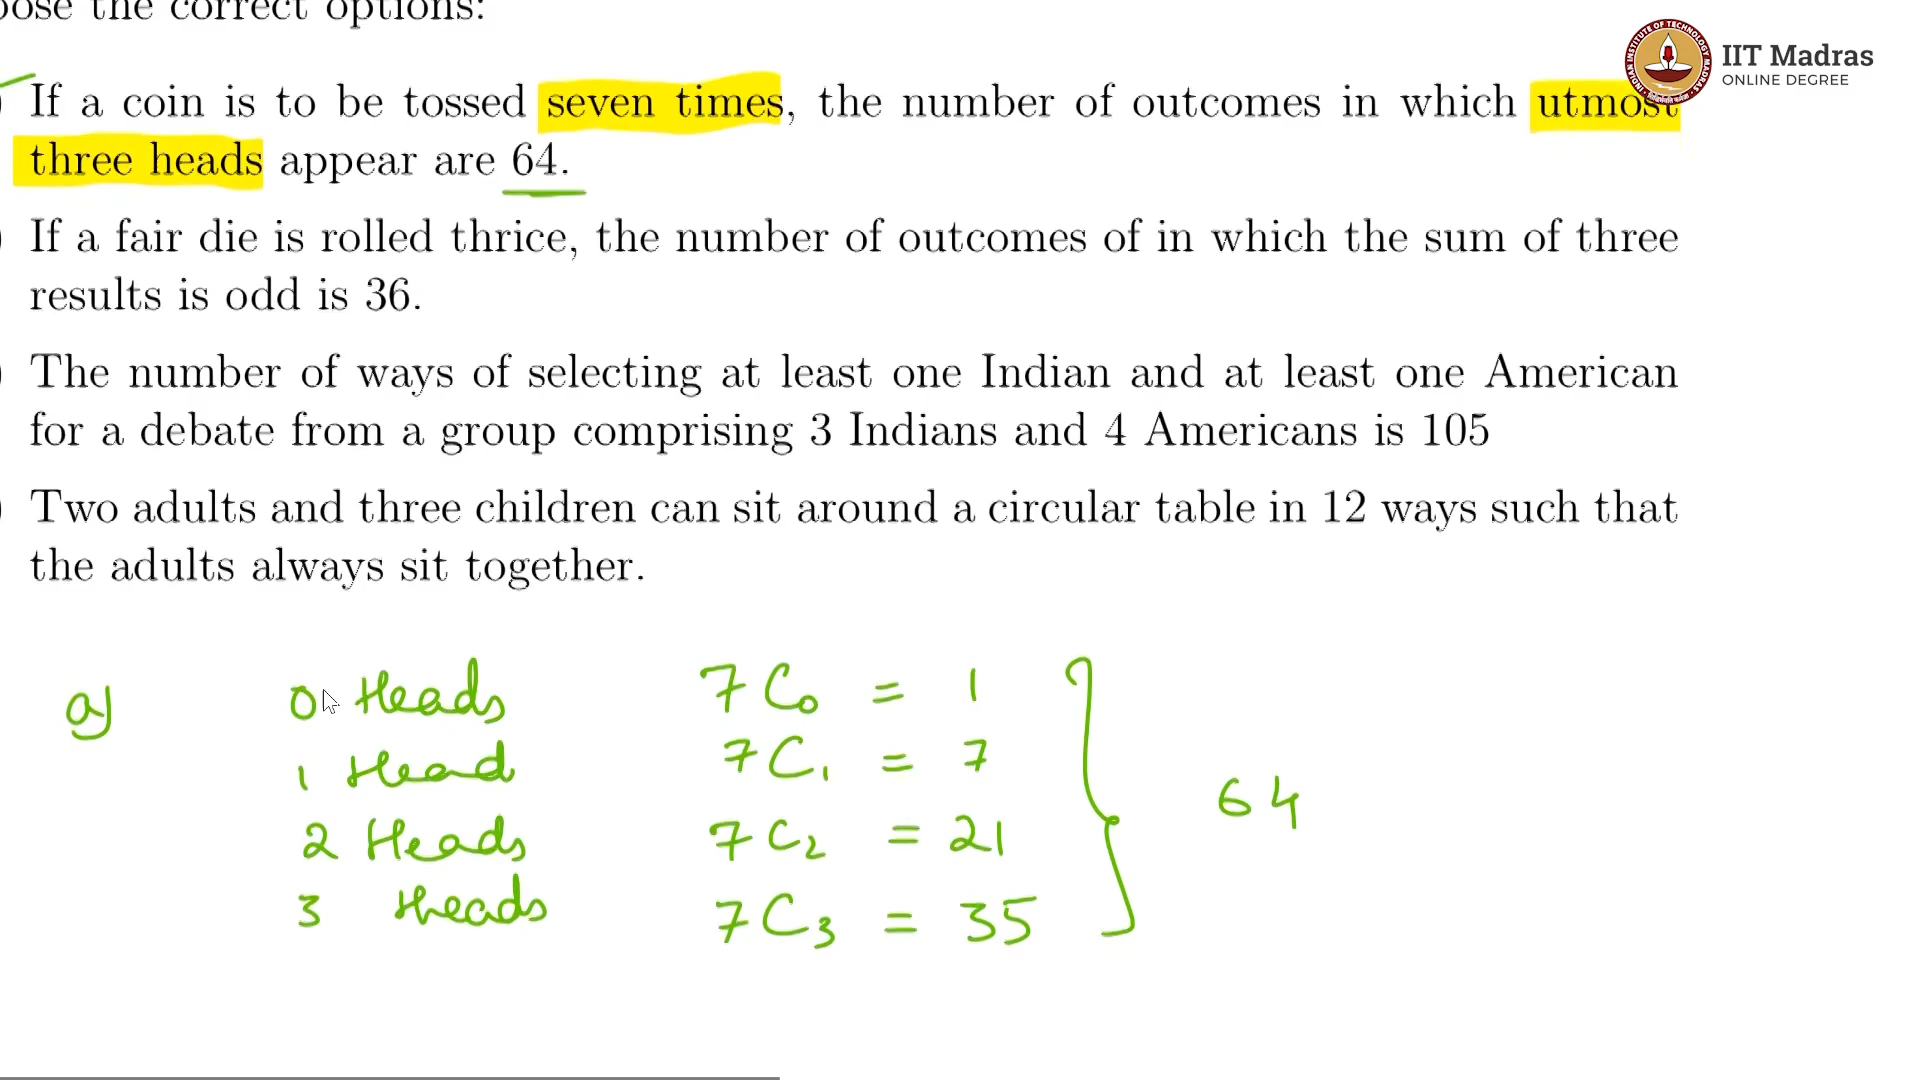 ose the correct options:
IIT Madras
ONLINE DEGREE
If a coin is to be tossed seven times, the number of outcomes in which utmost
three heads appear are 64.
If a fair die is rolled thrice, the number of outcomes of in which the sum of three
results is odd is 36.
The number of ways of selecting at least one Indian and at least one American
for a debate from a group comprising 3 Indians and 4 Americans is 105
Two adults and three children can sit around a circular table in 12 ways such that
the adults always sit together.
a) 0 Heads 7C₀ = 1
1 Head 7C₁ = 7
64
2 Heads 7C₂ = 21
3 Heads 7C₃ = 35